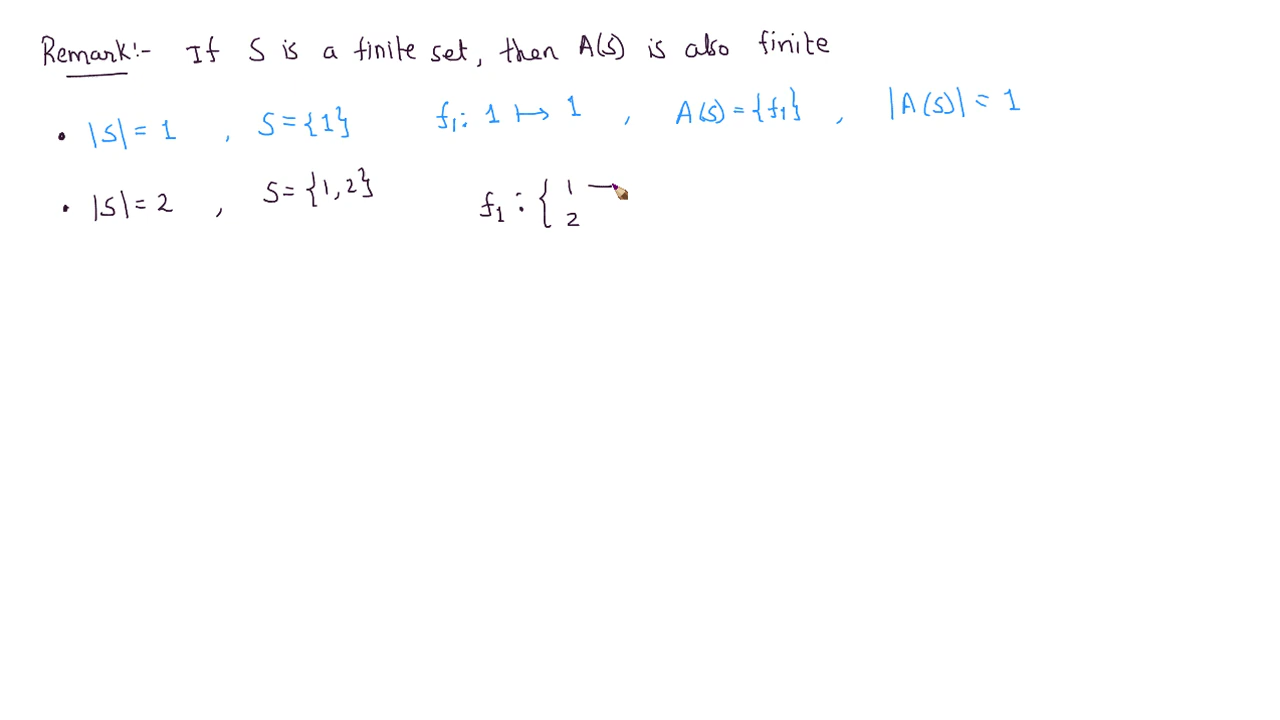 Remark:- If S is a finite set, then A(S) is also finite
• |S| = 1 , S = {1} f₁: 1 ↦ 1 , A(S) = {f₁} , |A(S)| = 1
• |S| = 2 , S = {1, 2} f₁ : { 1 →
2